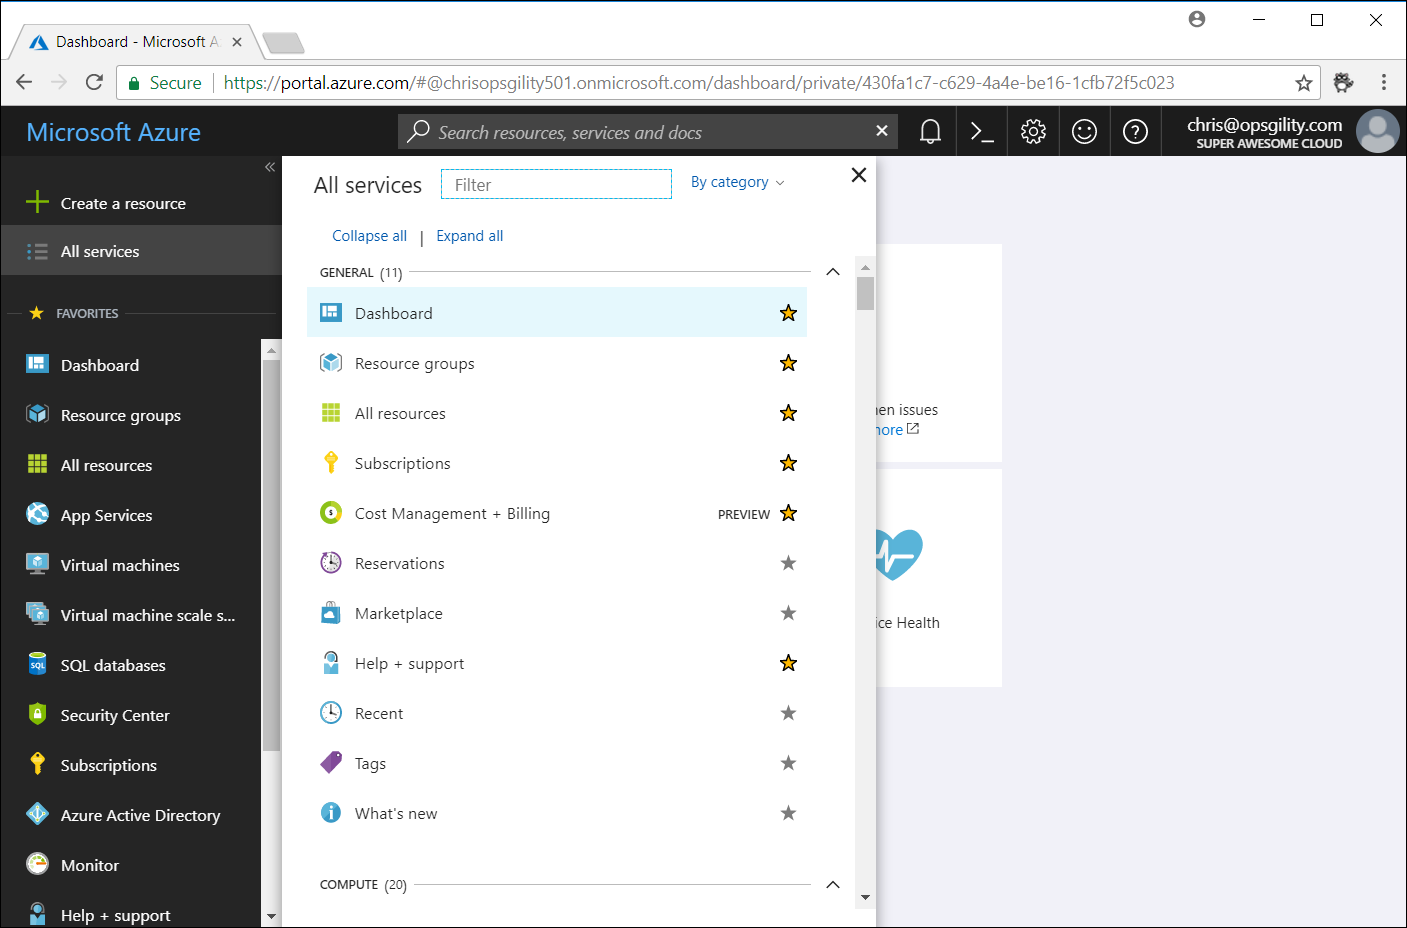 Dashboard - Microsoft A
Secure
https://portal.azure.com/#@chrisopsgility501.onmicrosoft.com/dashboard/private/430fa1c7-c629-4a4e-be16-1cfb72f5c023
Microsoft Azure
Search resources, services and docs
chris@opsgility.com
SUPER AWESOME CLOUD
Create a resource
All services
FAVORITES
Dashboard
Resource groups
All resources
App Services
Virtual machines
Virtual machine scale s...
SQL databases
Security Center
Subscriptions
Azure Active Directory
Monitor
Help + support
All services
Filter
By category
Collapse all | Expand all
GENERAL (11)
Dashboard
Resource groups
All resources
Subscriptions
Cost Management + Billing PREVIEW
Reservations
Marketplace
Help + support
Recent
Tags
What's new
COMPUTE (20)
issues
Health